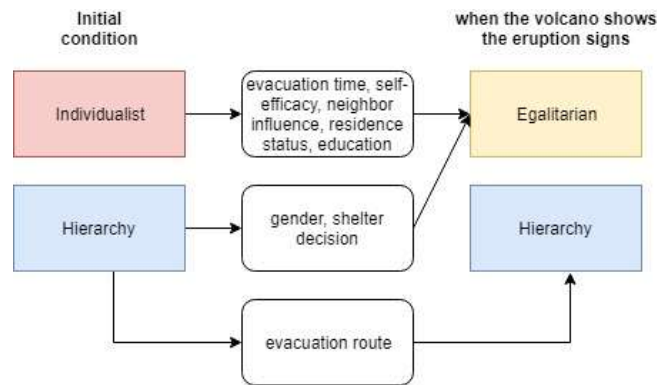 Initial
condition
when the volcano shows
the eruption signs
Individualist
evacuation time, self-
efficacy, neighbor
influence, residence
status, education
Egalitarian
Hierarchy
gender, shelter
decision
Hierarchy
evacuation route